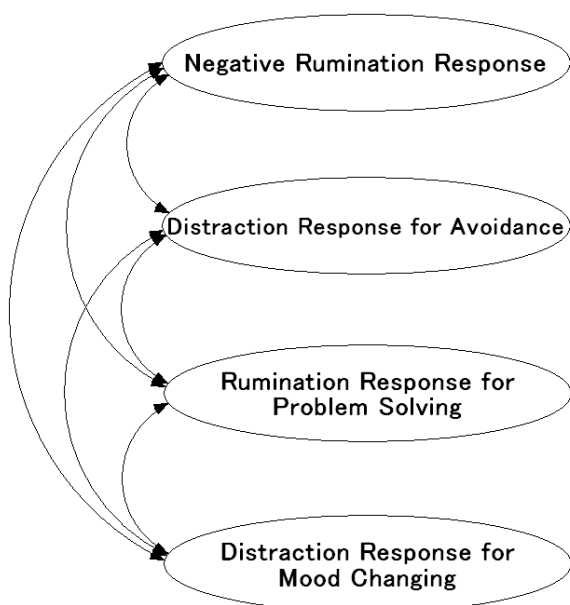 Negative Rumination Response
Distraction Response for Avoidance
Rumination Response for
Problem Solving
Distraction Response for
Mood Changing